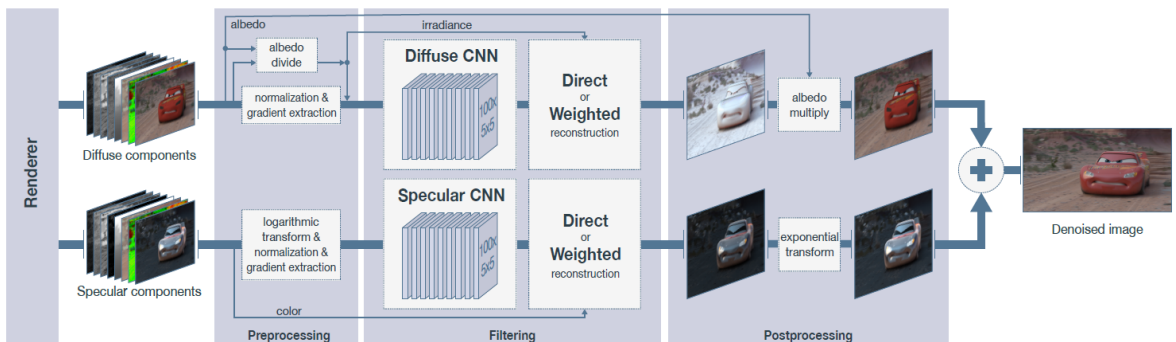 Renderer
Diffuse components
Specular components
albedo
irradiance
albedo
divide
normalization &
gradient extraction
logarithmic
transform &
normalization &
gradient extraction
color
Preprocessing
Diffuse CNN
100x
5x5
Direct
or
Weighted
reconstruction
Specular CNN
100x
5x5
Direct
or
Weighted
reconstruction
Filtering
albedo
multiply
exponential
transform
Postprocessing
Denoised image